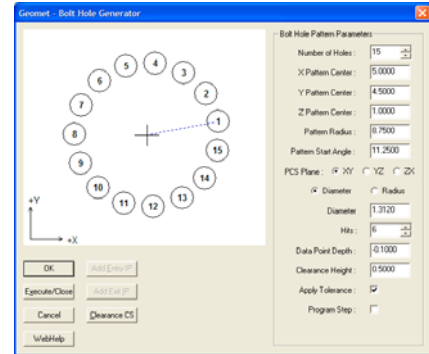 Geomet - Bolt Hole Generator
Bolt Hole Pattern Parameters
Number of Holes : 15
X Pattern Center : 5.0000
Y Pattern Center : 4.5000
Z Pattern Center : 1.0000
Pattern Radius : 8.7500
Pattern Start Angle : 11.2500
PCS Plane : XY YZ ZX
Diameter Radius
Diameter 1.3120
Hits : 6
Data Point Depth : -0.1000
Clearance Height : 0.5000
Apply Tolerance :
Program Step :
5 4 3
6 2
7 1
8
9 15
10 14
11 12 13
+Y
+X
OK Add Entry IP
Execute/Close Add Exit IP
Cancel Clearance CS
WebHelp